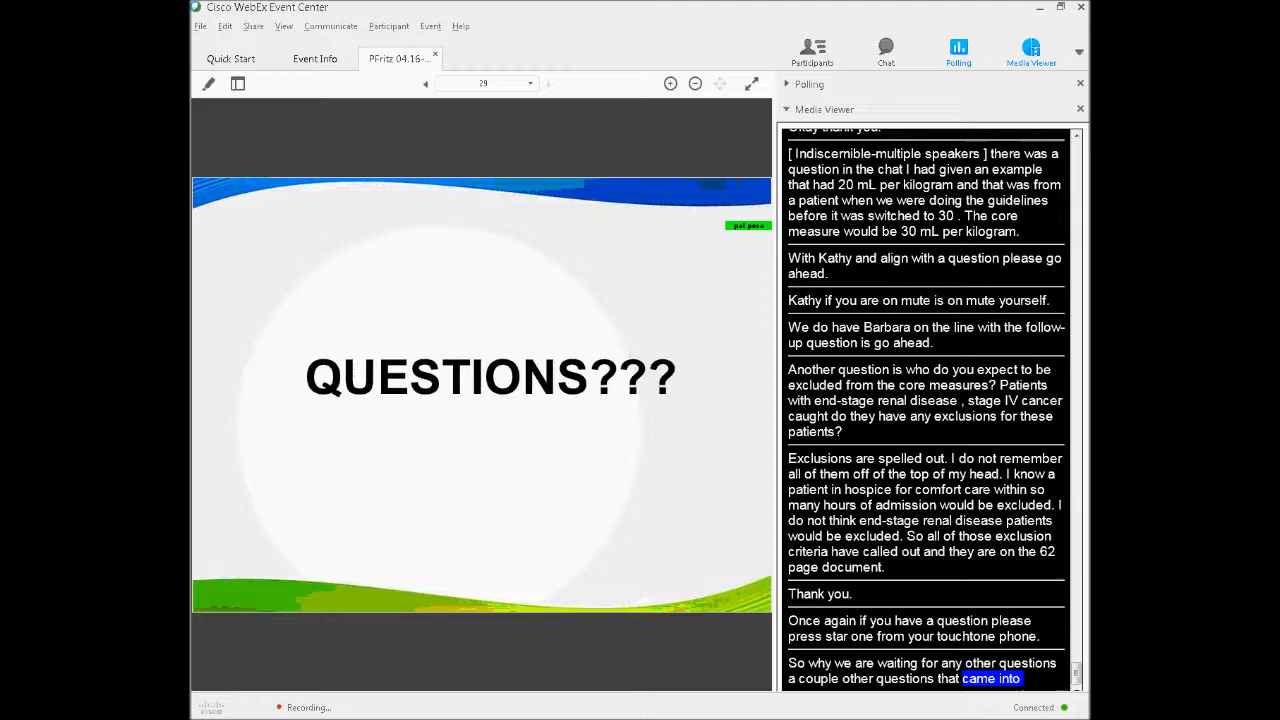 Cisco WebEx Event Center
File Edit Share View Communicate Participant Event Help
Quick Start Event Info PFritz 04.16-...
Participants Chat Polling Media Viewer
29
Polling
Media Viewer
pat posa
QUESTIONS???
Okay thank you.
[ Indiscernible-multiple speakers ] there was a
question in the chat I had given an example
that had 20 mL per kilogram and that was from
a patient when we were doing the guidelines
before it was switched to 30 . The core
measure would be 30 mL per kilogram.
With Kathy and align with a question please go
ahead.
Kathy if you are on mute is on mute yourself.
We do have Barbara on the line with the follow-
up question is go ahead.
Another question is who do you expect to be
excluded from the core measures? Patients
with end-stage renal disease , stage IV cancer
caught do they have any exclusions for these
patients?
Exclusions are spelled out. I do not remember
all of them off of the top of my head. I know a
patient in hospice for comfort care within so
many hours of admission would be excluded. I
do not think end-stage renal disease patients
would be excluded. So all of those exclusion
criteria have called out and they are on the 62
page document.
Thank you.
Once again if you have a question please
press star one from your touchtone phone.
So why we are waiting for any other questions
a couple other questions that came into
CISCO
Recording...
Connected